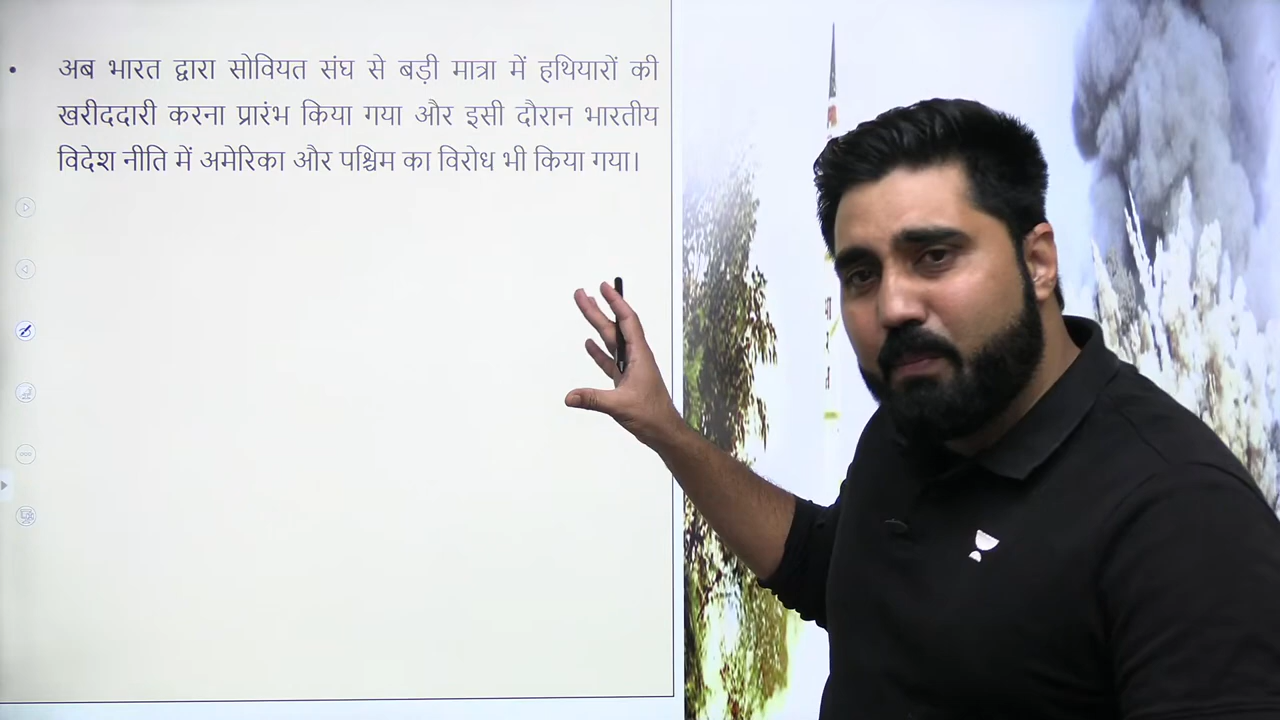 अब भारत द्वारा सोवियत संघ से बड़ी मात्रा में हथियारों की
खरीददारी करना प्रारंभ किया गया और इसी दौरान भारतीय
विदेश नीति में अमेरिका और पश्चिम का विरोध भी किया गया।